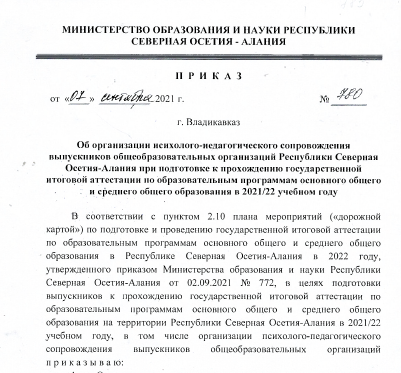 МИНИСТЕРСТВО ОБРАЗОВАНИЯ И НАУКИ РЕСПУБЛИКИ
СЕВЕРНАЯ ОСЕТИЯ - АЛАНИЯ
П Р И К А З
от «07» сентября 2021 г. № 780
г. Владикавказ
Об организации психолого-педагогического сопровождения
выпускников общеобразовательных организаций Республики Северная
Осетия-Алания при подготовке к прохождению государственной
итоговой аттестации по образовательным программам основного общего
и среднего общего образования в 2021/22 учебном году
В соответствии с пунктом 2.10 плана мероприятий («дорожной
картой») по подготовке и проведению государственной итоговой аттестации
по образовательным программам основного общего и среднего общего
образования в Республике Северная Осетия-Алания в 2022 году,
утвержденного приказом Министерства образования и науки Республики
Северная Осетия-Алания от 02.09.2021 № 772, в целях подготовки
выпускников к прохождению государственной итоговой аттестации по
образовательным программам основного общего и среднего общего
образования на территории Республики Северная Осетия-Алания в 2021/22
учебном году, в том числе организации психолого-педагогического
сопровождения выпускников общеобразовательных организаций
п р и к а з ы в а ю: